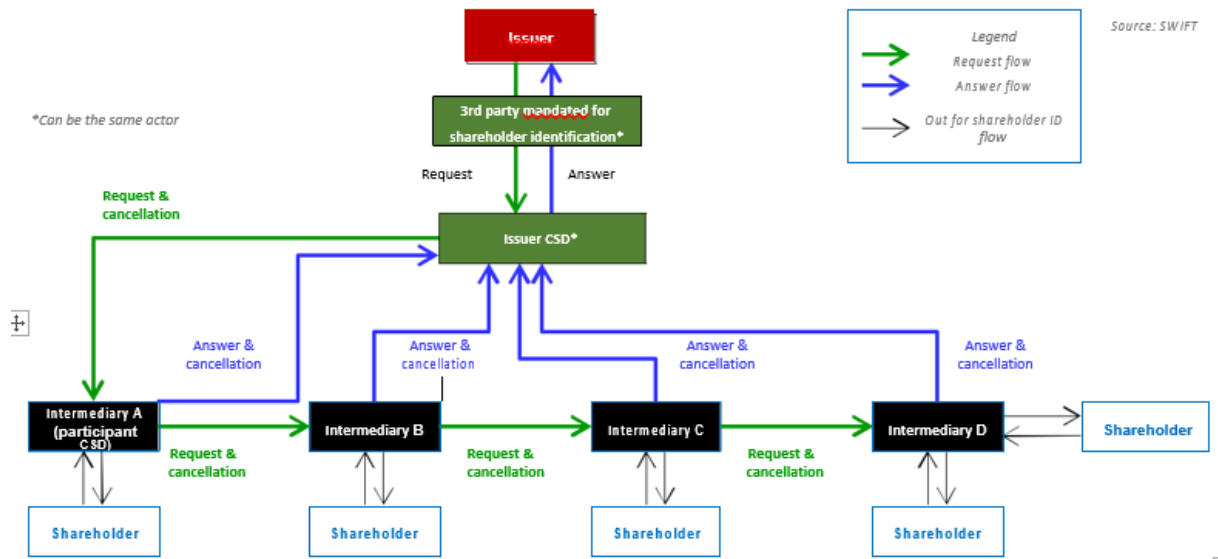 Issuer
Legend
Request flow
Answer flow
Out for shareholder ID
flow
Source: SWIFT
3rd party mandated for
shareholder identification*
*Can be the same actor
Request
Answer
Request &
cancellation
Issuer CSD*
Answer &
cancellation
Answer &
cancellation
Answer &
cancellation
Answer &
cancellation
Intermediary A
(participant
CSD)
Intermediary B
Intermediary C
Intermediary D
Shareholder
Request &
cancellation
Request &
cancellation
Request &
cancellation
Shareholder
Shareholder
Shareholder
Shareholder